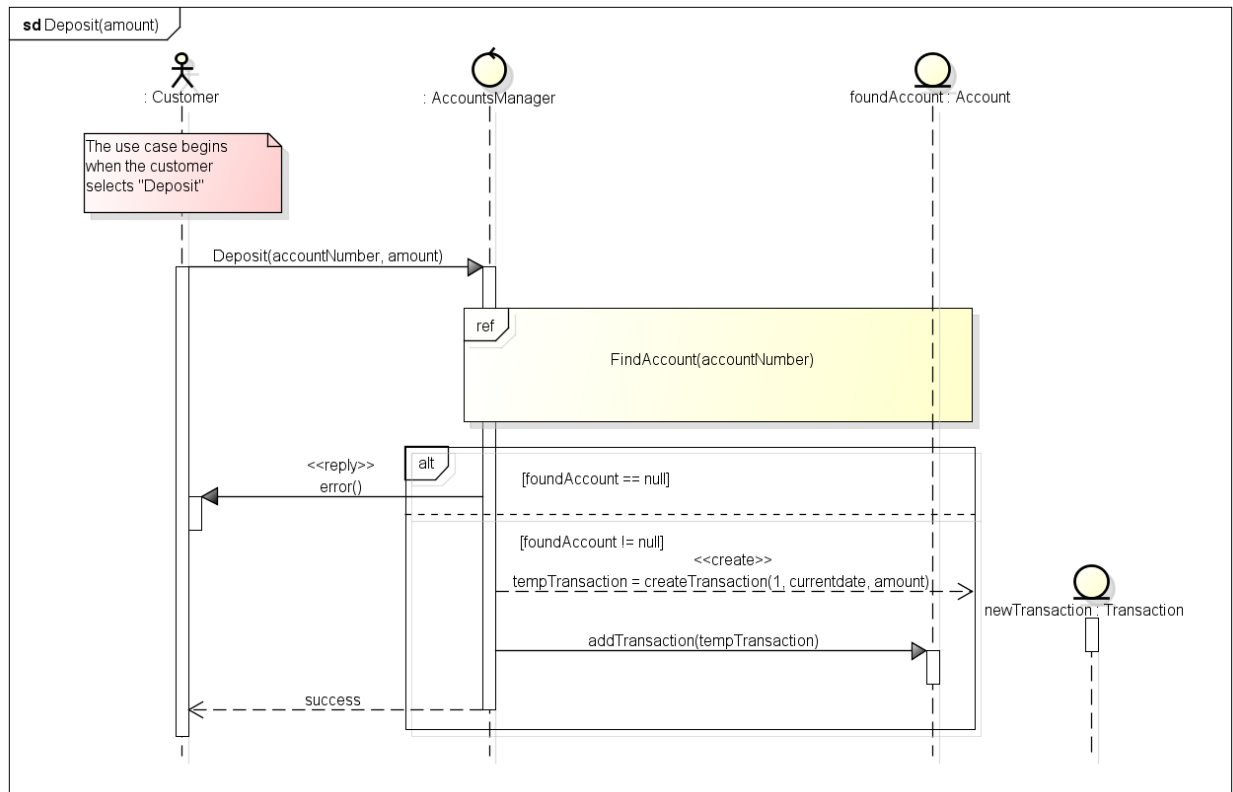 sd Deposit(amount)
: Customer
: AccountsManager
foundAccount : Account
The use case begins
when the customer
selects "Deposit"
Deposit(accountNumber, amount)
ref
FindAccount(accountNumber)
alt
<<reply>>
error()
[foundAccount == null]
[foundAccount != null]
<<create>>
tempTransaction = createTransaction(1, currentdate, amount)
newTransaction : Transaction
addTransaction(tempTransaction)
success